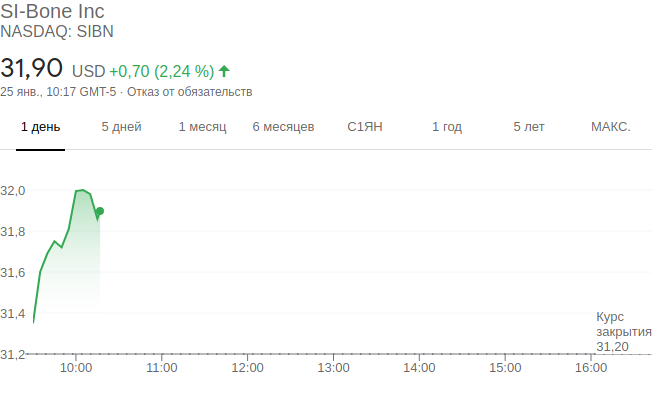 SI-Bone Inc
NASDAQ: SIBN
31,90 USD +0,70 (2,24 %)
25 янв., 10:17 GMT-5 · Отказ от обязательств
1 день 5 дней 1 месяц 6 месяцев С1ЯН 1 год 5 лет МАКС.
32,0
31,8
31,6
31,4
Курс
закрытия
31,20
31,2
10:00 11:00 12:00 13:00 14:00 15:00 16:00